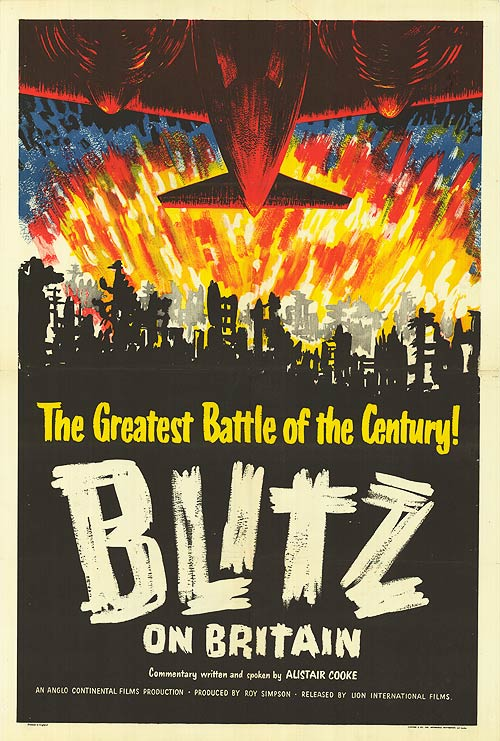 The Greatest Battle of the Century!
BLITZ
ON BRITAIN
Commentary written and spoken by ALISTAIR COOKE
AN ANGLO CONTINENTAL FILMS PRODUCTION · PRODUCED BY ROY SIMPSON · RELEASED BY LION INTERNATIONAL FILMS.